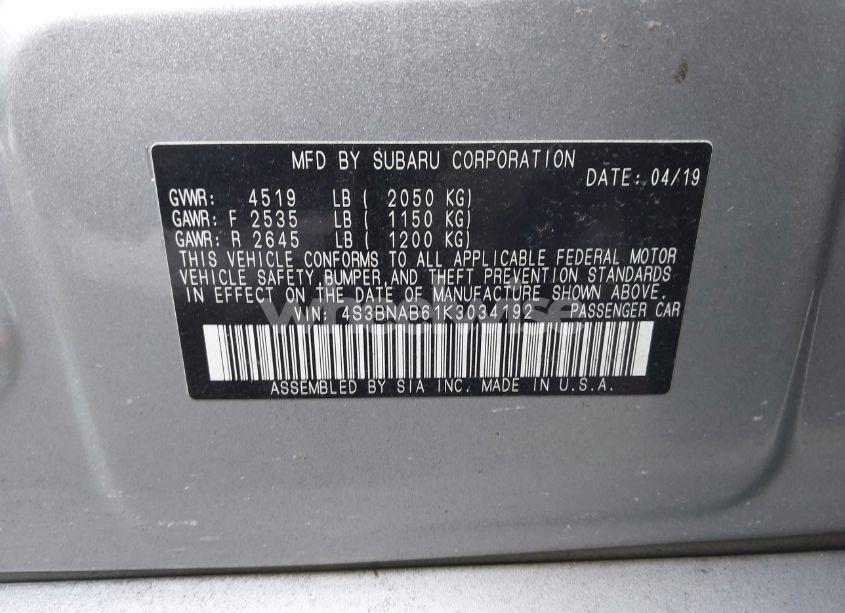 MFD BY SUBARU CORPORATION
DATE: 04/19
GVWR: 4519 LB ( 2050 KG)
GAWR: F 2535 LB ( 1150 KG)
GAWR: R 2645 LB ( 1200 KG)
THIS VEHICLE CONFORMS TO ALL APPLICABLE FEDERAL MOTOR
VEHICLE SAFETY, BUMPER, AND THEFT PREVENTION STANDARDS
IN EFFECT ON THE DATE OF MANUFACTURE SHOWN ABOVE.
wheelwise
VIN: 4S3BNAB61K3034192 PASSENGER CAR
ASSEMBLED BY SIA INC. MADE IN U.S.A.